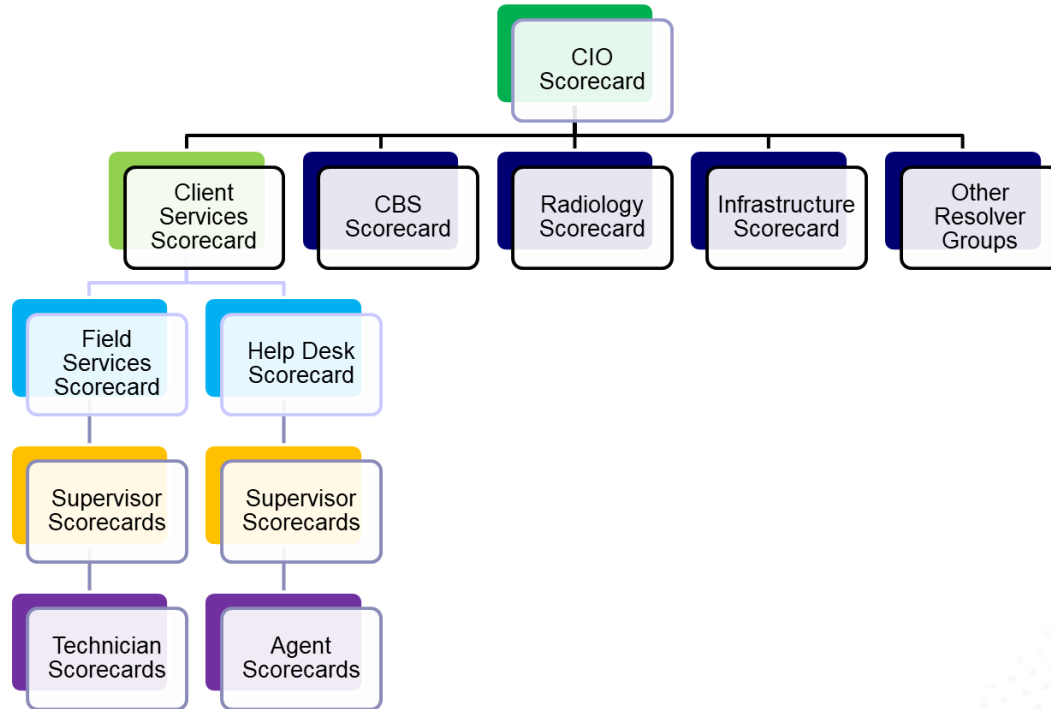 CIO
Scorecard
Client
Services
Scorecard
CBS
Scorecard
Radiology
Scorecard
Infrastructure
Scorecard
Other
Resolver
Groups
Field
Services
Scorecard
Help Desk
Scorecard
Supervisor
Scorecards
Supervisor
Scorecards
Technician
Scorecards
Agent
Scorecards